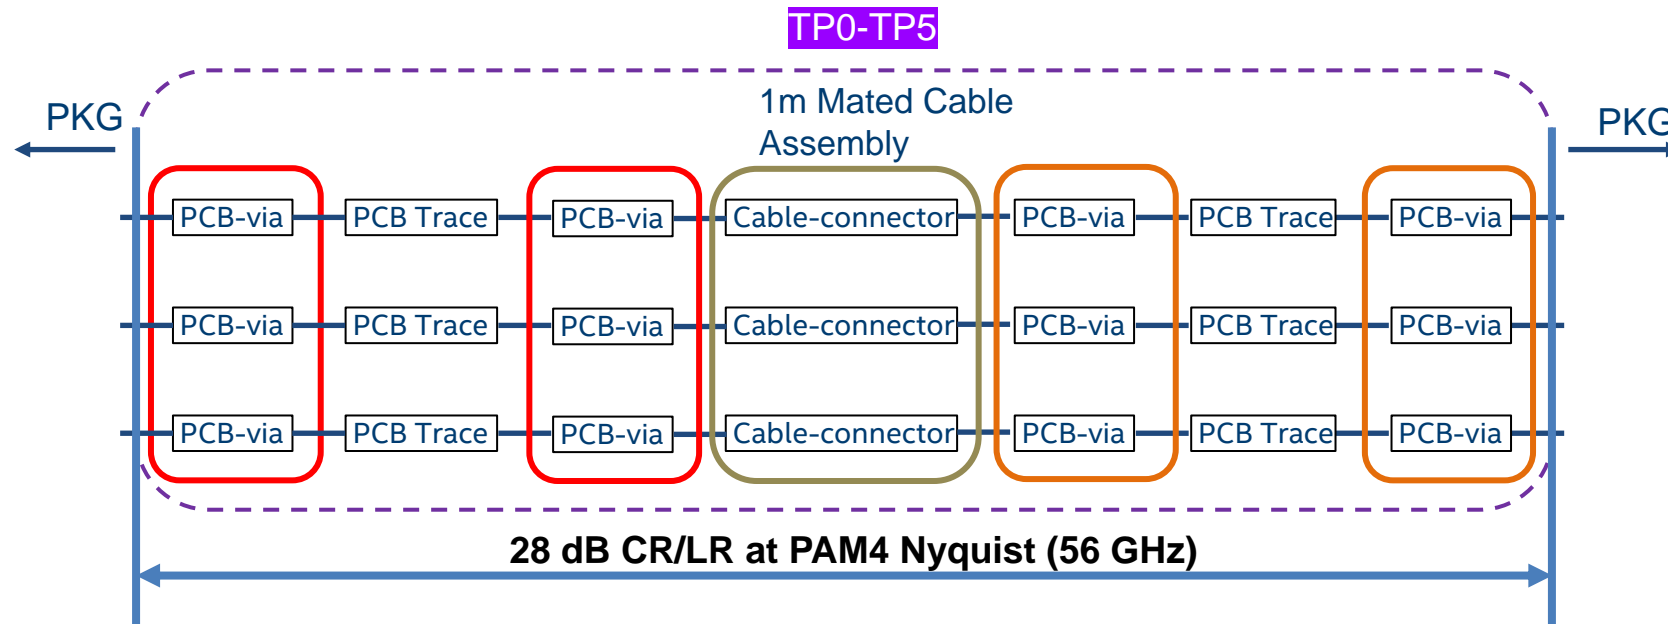 TP0-TP5
1m Mated Cable
Assembly
PKG
PKG
PCB-via PCB Trace PCB-via Cable-connector PCB-via PCB Trace PCB-via
PCB-via PCB Trace PCB-via Cable-connector PCB-via PCB Trace PCB-via
PCB-via PCB Trace PCB-via Cable-connector PCB-via PCB Trace PCB-via
28 dB CR/LR at PAM4 Nyquist (56 GHz)